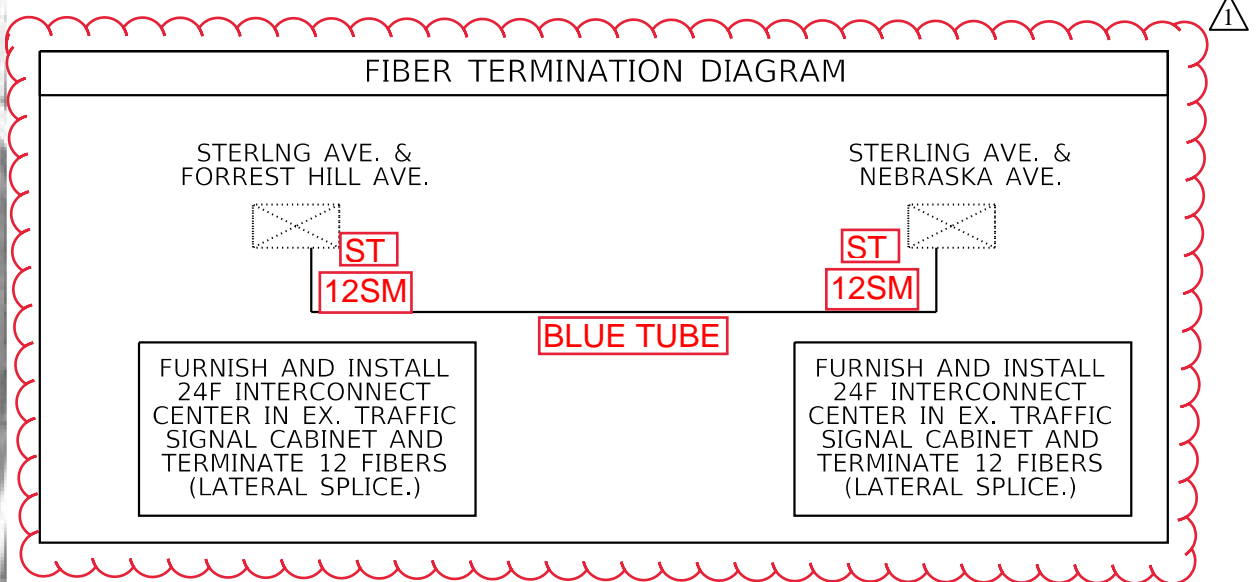 1
FIBER TERMINATION DIAGRAM
STERLNG AVE. &
FORREST HILL AVE.
STERLING AVE. &
NEBRASKA AVE.
ST
12SM
ST
12SM
BLUE TUBE
FURNISH AND INSTALL
24F INTERCONNECT
CENTER IN EX. TRAFFIC
SIGNAL CABINET AND
TERMINATE 12 FIBERS
(LATERAL SPLICE.)
FURNISH AND INSTALL
24F INTERCONNECT
CENTER IN EX. TRAFFIC
SIGNAL CABINET AND
TERMINATE 12 FIBERS
(LATERAL SPLICE.)